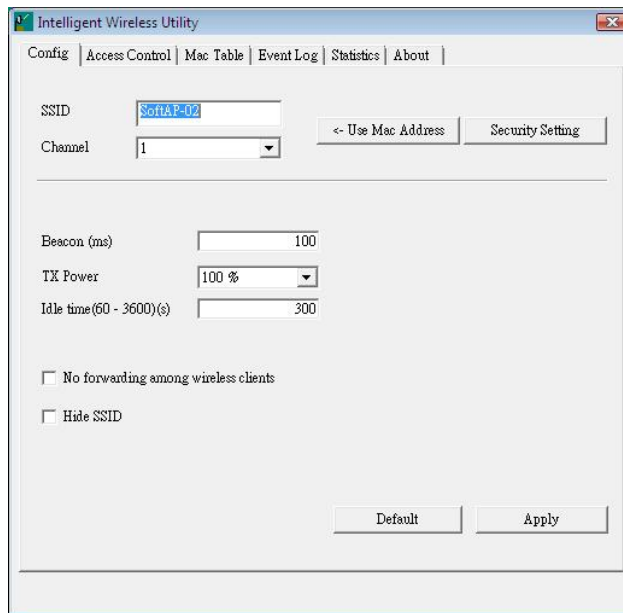 Intelligent Wireless Utility
Config Access Control Mac Table Event Log Statistics About
SSID SoftAP-02
<- Use Mac Address Security Setting
Channel 1
Beacon (ms) 100
TX Power 100 %
Idle time(60 - 3600)(s) 300
No forwarding among wireless clients
Hide SSID
Default Apply